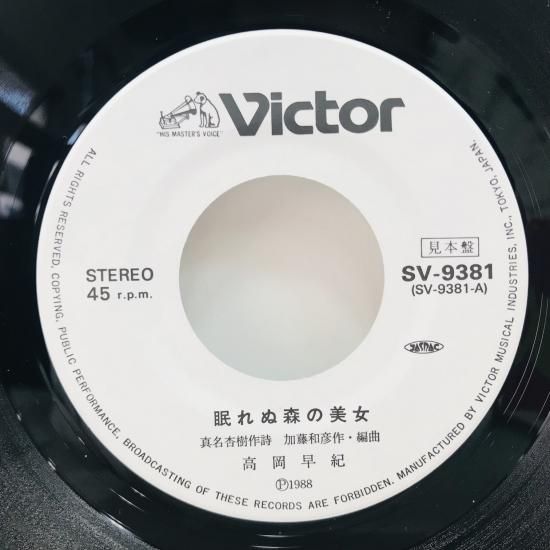 Victor
"HIS MASTER'S VOICE"
見本盤
STEREO
45 r.p.m.
SV-9381
(SV-9381-A)
JASRAC
眠れぬ森の美女
真名杏樹作詩 加藤和彦作・編曲
高岡早紀
Ⓟ1988
ALL RIGHTS RESERVED. COPYING, PUBLIC PERFORMANCE, BROADCASTING OF THESE RECORDS ARE FORBIDDEN. MANUFACTURED BY VICTOR MUSICAL INDUSTRIES, INC., TOKYO, JAPAN.